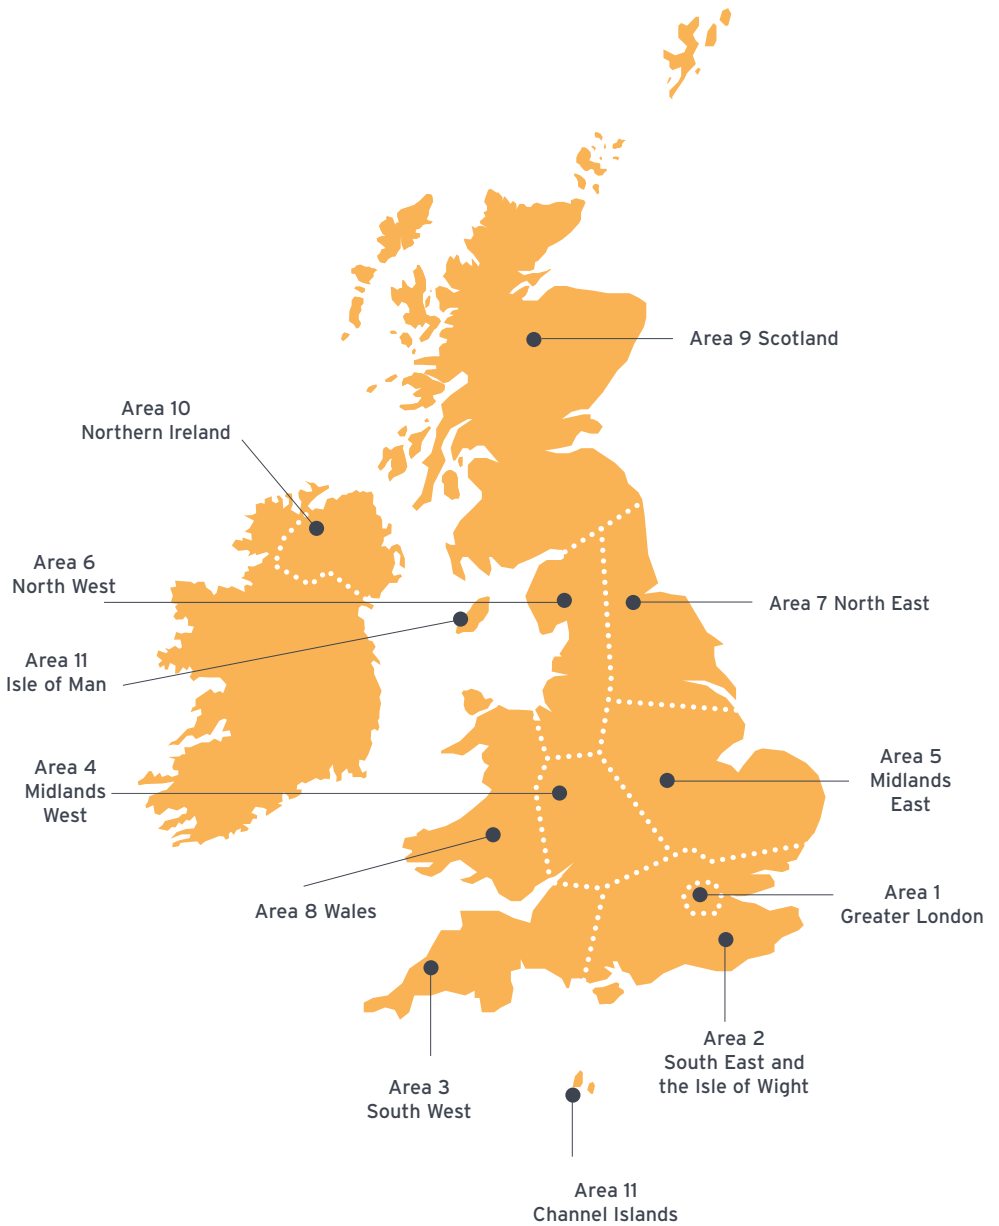 Area 9 Scotland
Area 10
Northern Ireland
Area 6
North West
Area 7 North East
Area 11
Isle of Man
Area 4
Midlands
West
Area 5
Midlands
East
Area 8 Wales
Area 1
Greater London
Area 2
South East and
the Isle of Wight
Area 3
South West
Area 11
Channel Islands